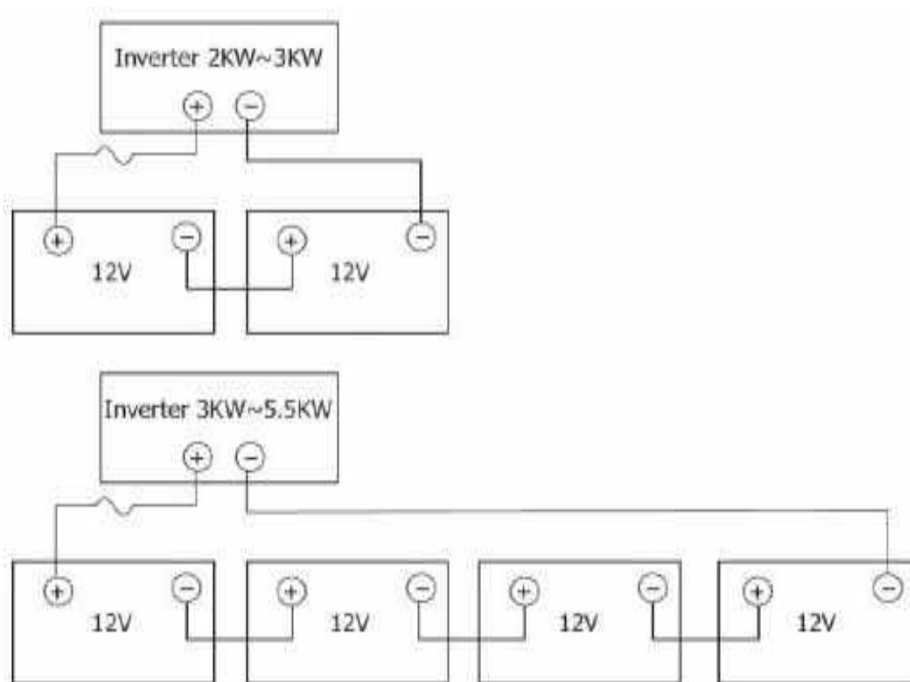 Inverter 2KW~3KW
+ −
+ − + −
12V 12V
Inverter 3KW~5.5KW
+ −
+ − + − + − + −
12V 12V 12V 12V